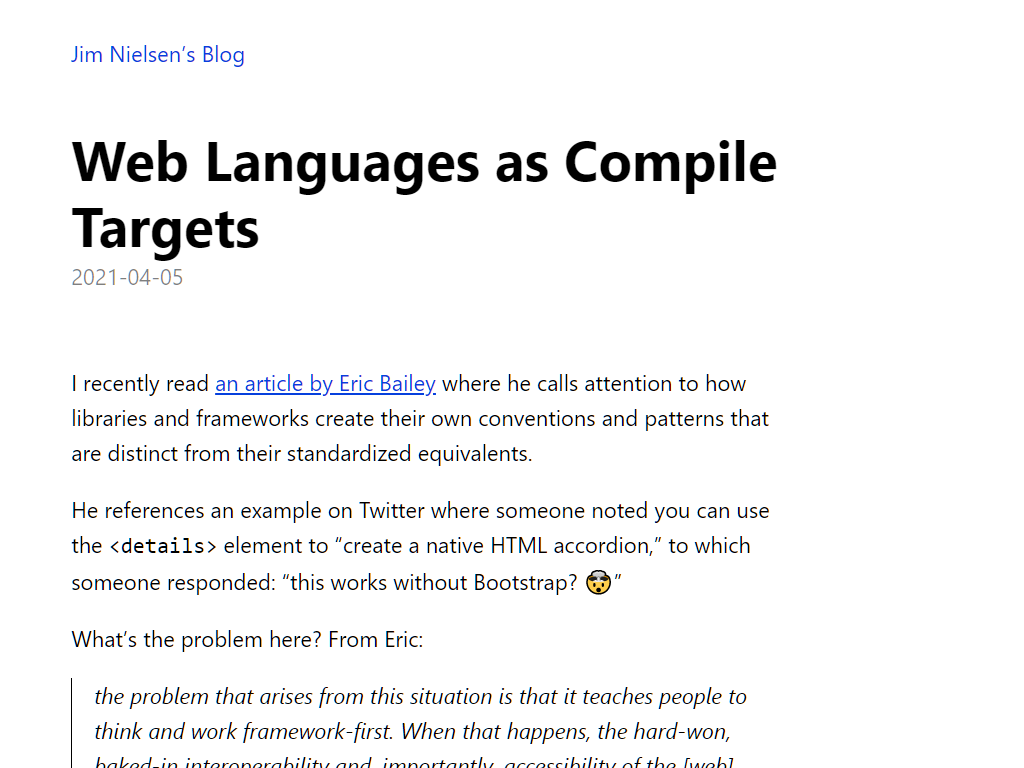 Jim Nielsen’s Blog
Web Languages as Compile
Targets
2021-04-05
I recently read an article by Eric Bailey where he calls attention to how
libraries and frameworks create their own conventions and patterns that
are distinct from their standardized equivalents.
He references an example on Twitter where someone noted you can use
the <details> element to “create a native HTML accordion,” to which
someone responded: “this works without Bootstrap? 🤯”
What’s the problem here? From Eric:
the problem that arises from this situation is that it teaches people to
think and work framework-first. When that happens, the hard-won,
baked-in interoperability and, importantly, accessibility of the [web]